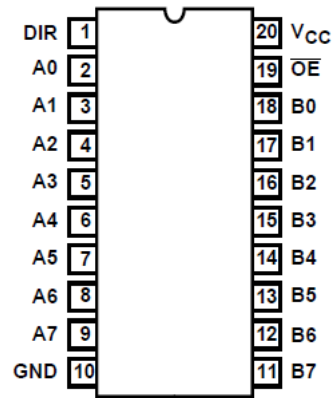 DIR 1 20 VCC
A0 2 19 O̅E̅
A1 3 18 B0
A2 4 17 B1
A3 5 16 B2
A4 6 15 B3
A5 7 14 B4
A6 8 13 B5
A7 9 12 B6
GND 10 11 B7